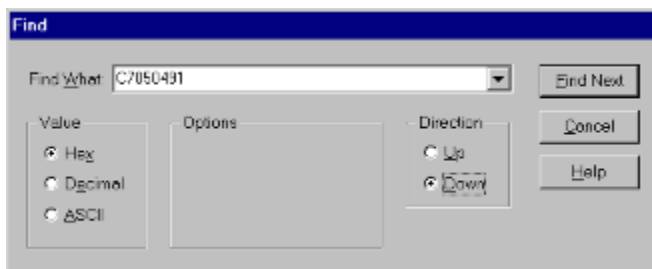 Find
Find What: C7050491
Find Next
Value
Options
Direction
Cancel
Hex
Up
Decimal
Down
Help
ASCII